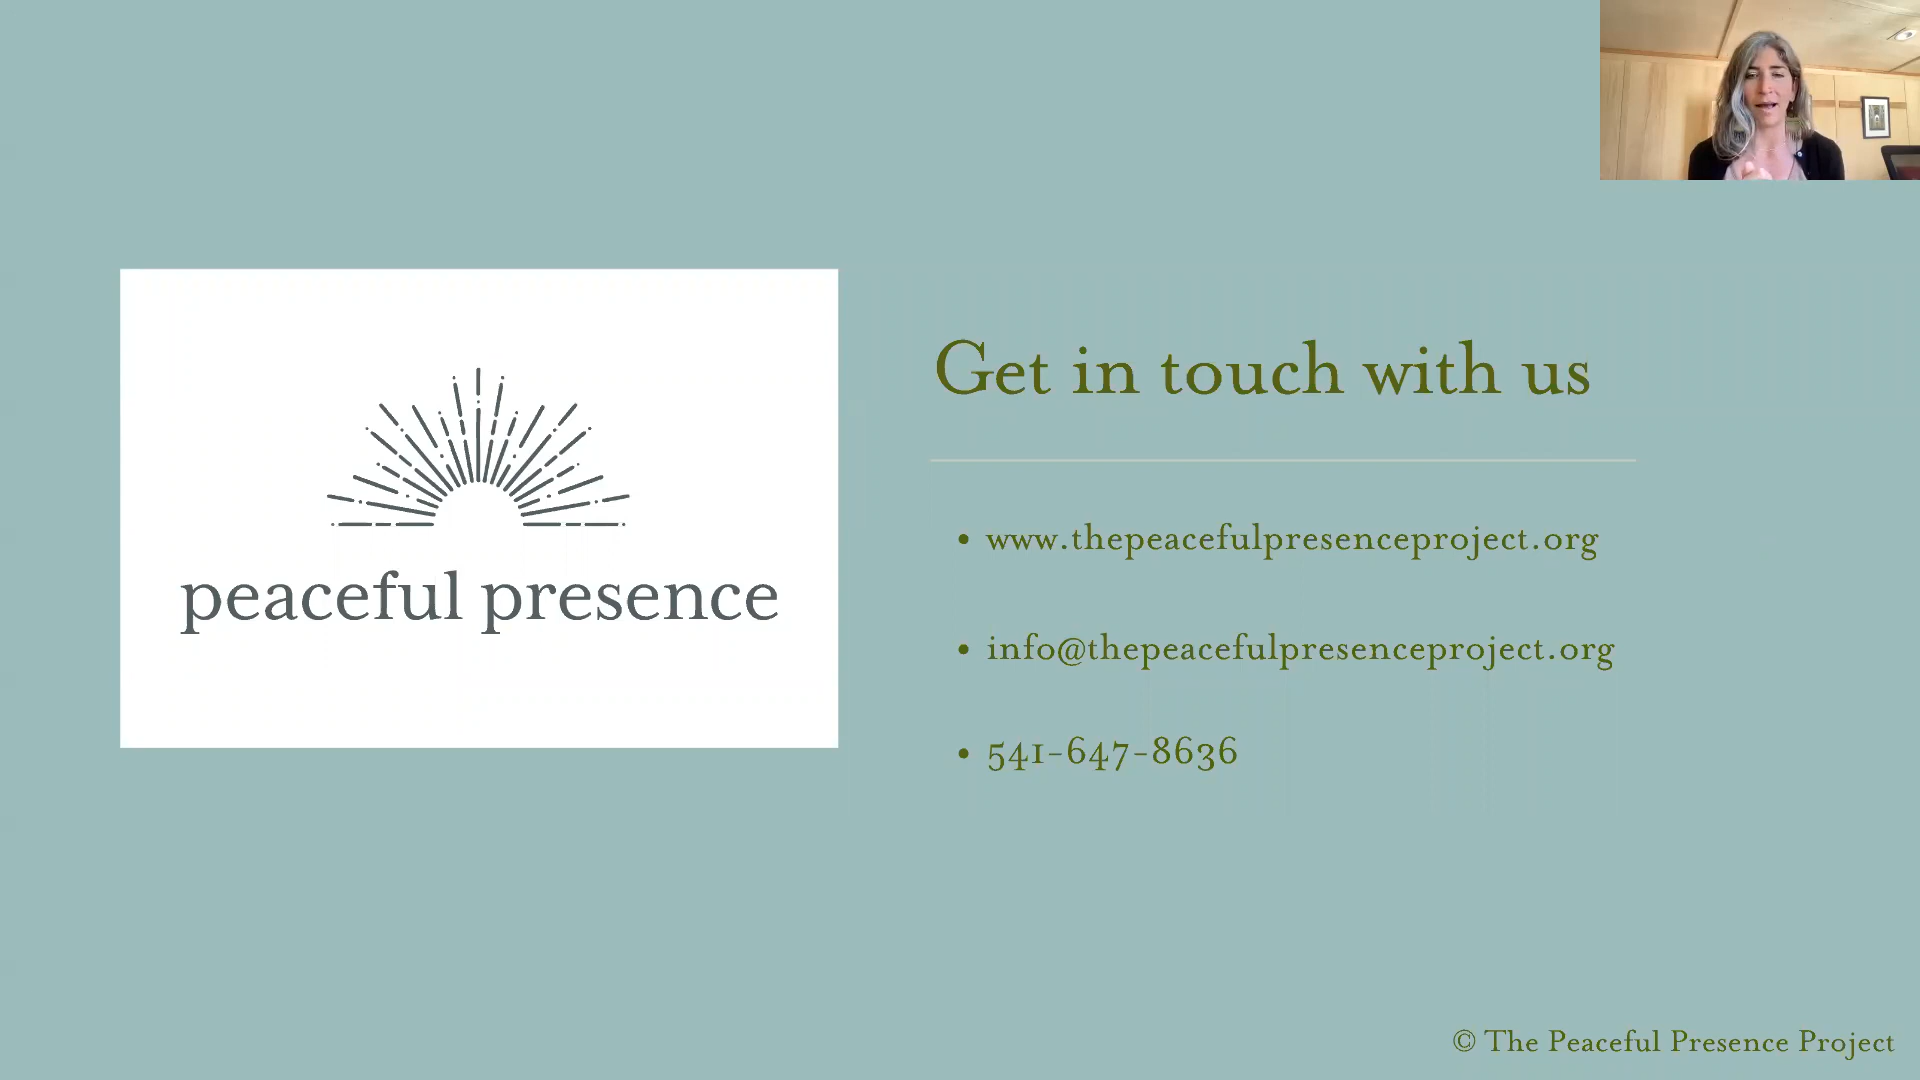 peaceful presence
Get in touch with us
• www.thepeacefulpresenceproject.org
• info@thepeacefulpresenceproject.org
• 541-647-8636
© The Peaceful Presence Project